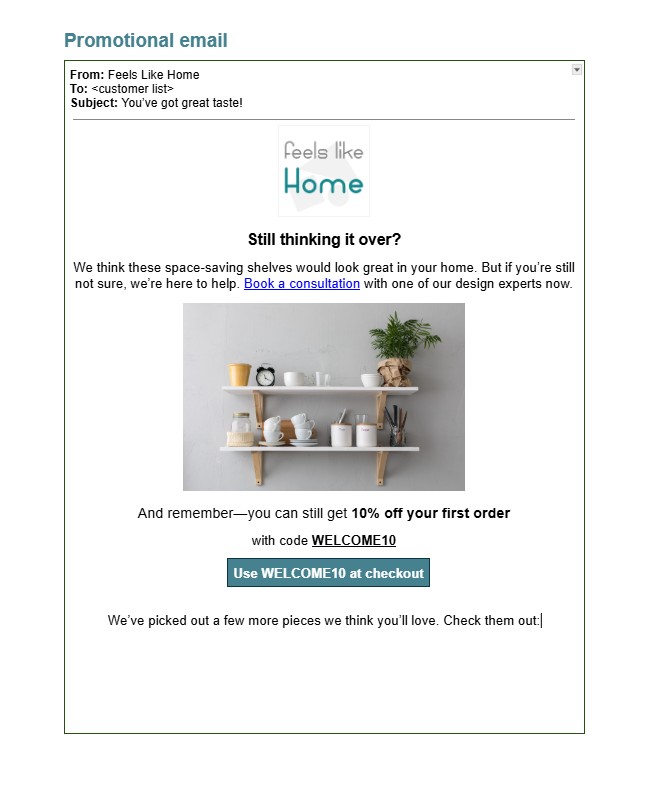 Promotional email
From: Feels Like Home
To: <customer list>
Subject: You’ve got great taste!
feels like
Home
Still thinking it over?
We think these space-saving shelves would look great in your home. But if you’re still
not sure, we’re here to help. Book a consultation with one of our design experts now.
And remember—you can still get 10% off your first order
with code WELCOME10
Use WELCOME10 at checkout
We’ve picked out a few more pieces we think you’ll love. Check them out: